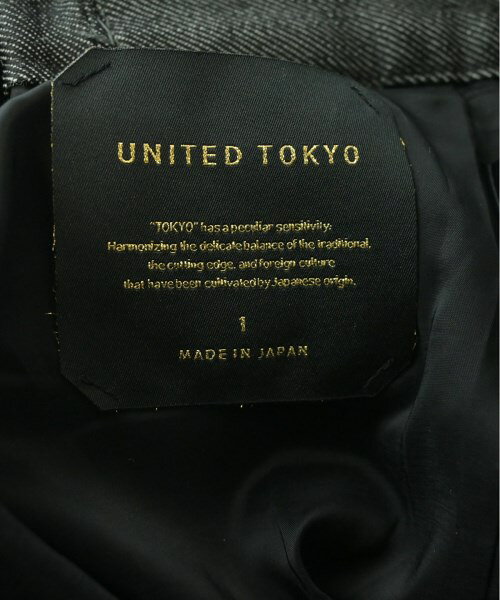 UNITED TOKYO
"TOKYO" has a peculiar sensitivity.
Harmonizing the delicate balance of the traditional,
the cutting edge, and foreign culture
that have been cultivated by Japanese origin.
1
MADE IN JAPAN